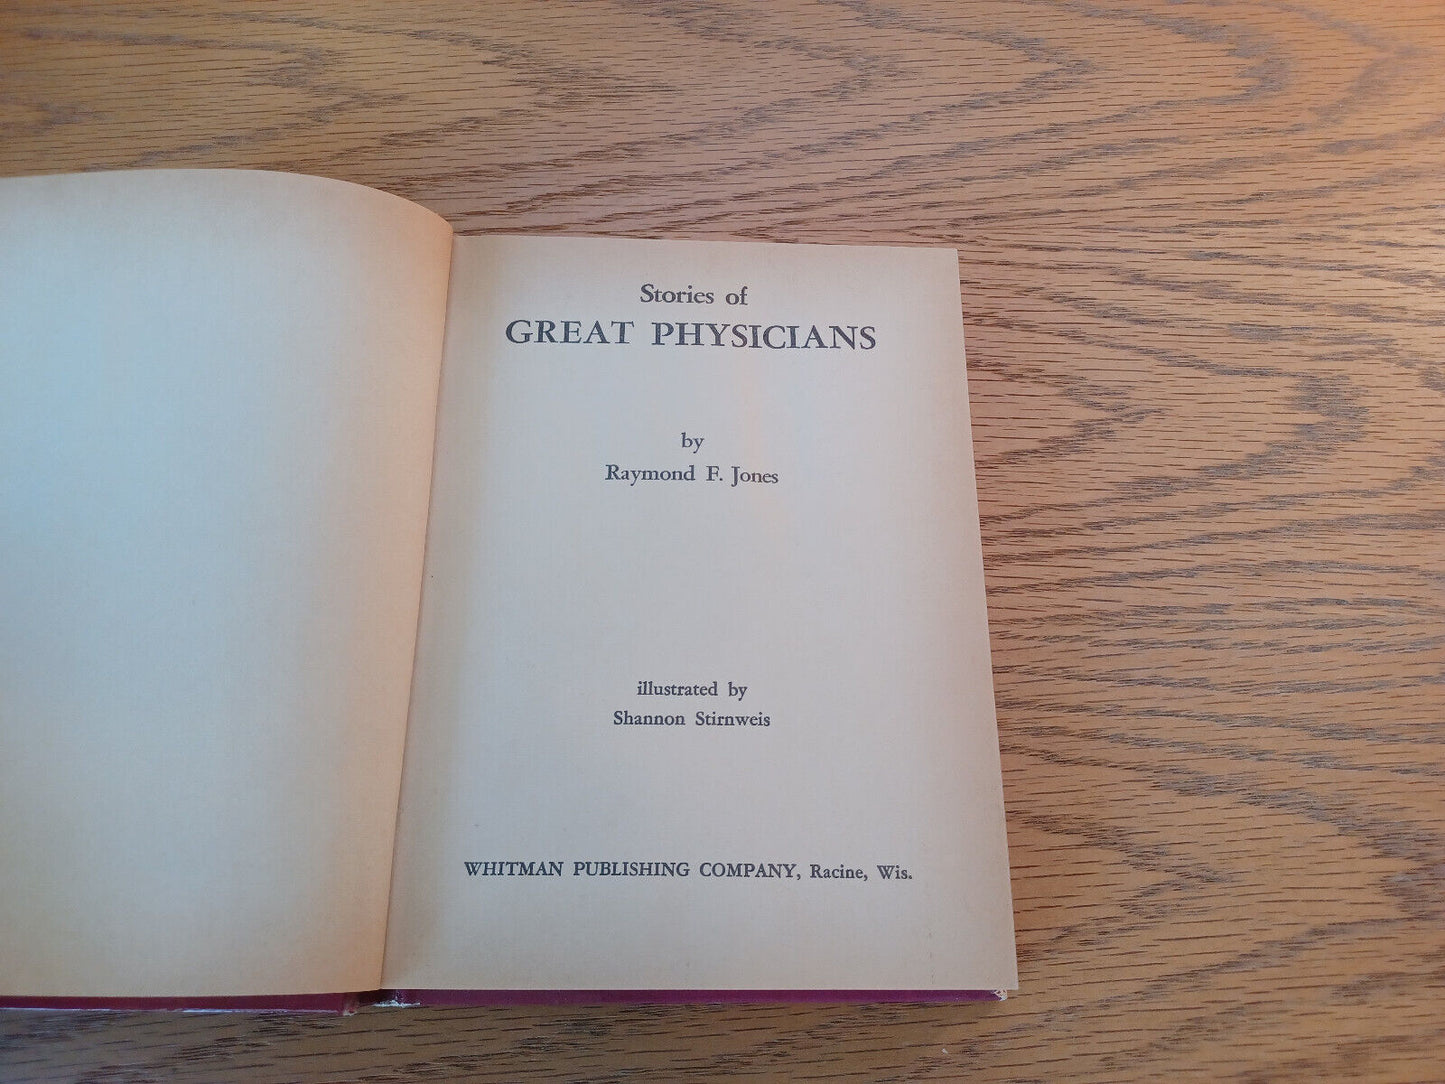 Stories of
GREAT PHYSICIANS
by
Raymond F. Jones
illustrated by
Shannon Stirnweis
WHITMAN PUBLISHING COMPANY, Racine, Wis.